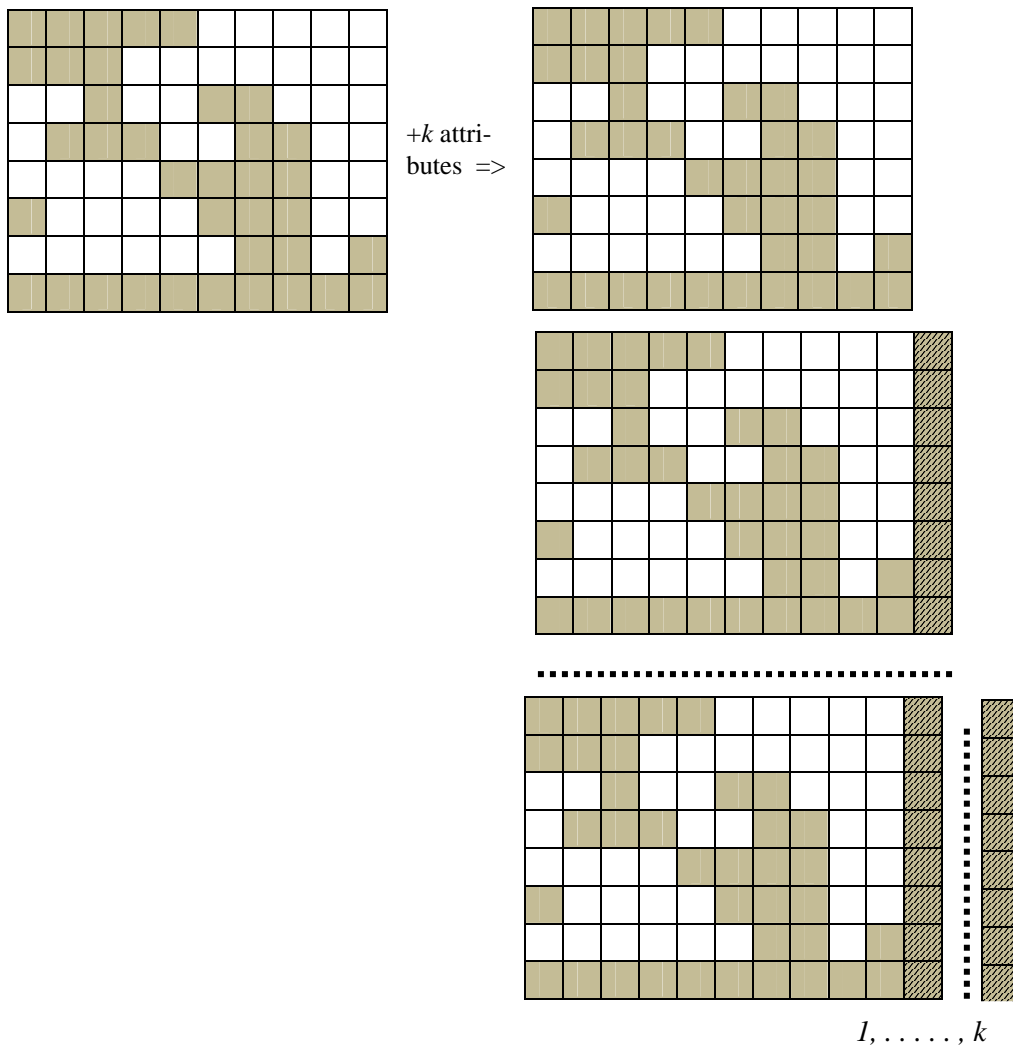 +k attri-
butes =>
1, . . . . . , k